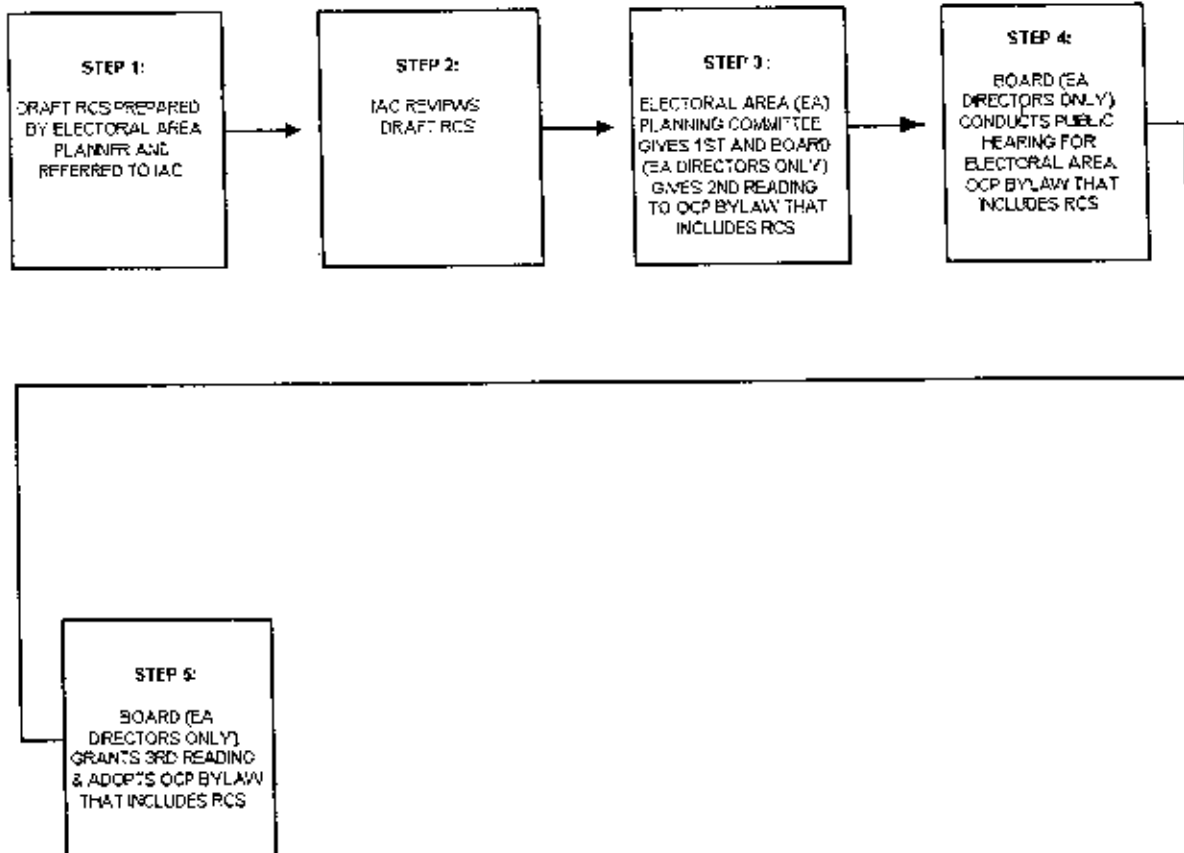 STEP 1:
DRAFT RCS PREPARED
BY ELECTORAL AREA
PLANNER AND
REFERRED TO IAC
STEP 2:
IAC REVIEWS
DRAFT RCS
STEP 3:
ELECTORAL AREA (EA)
PLANNING COMMITTEE
GIVES 1ST AND BOARD
(EA DIRECTORS ONLY)
GIVES 2ND READING
TO OCP BYLAW THAT
INCLUDES RCS
STEP 4:
BOARD (EA
DIRECTORS ONLY)
CONDUCTS PUBLIC
HEARING FOR
ELECTORAL AREA
OCP BYLAW THAT
INCLUDES RCS
STEP 5:
BOARD (EA
DIRECTORS ONLY)
GRANTS 3RD READING
& ADOPTS OCP BYLAW
THAT INCLUDES RCS